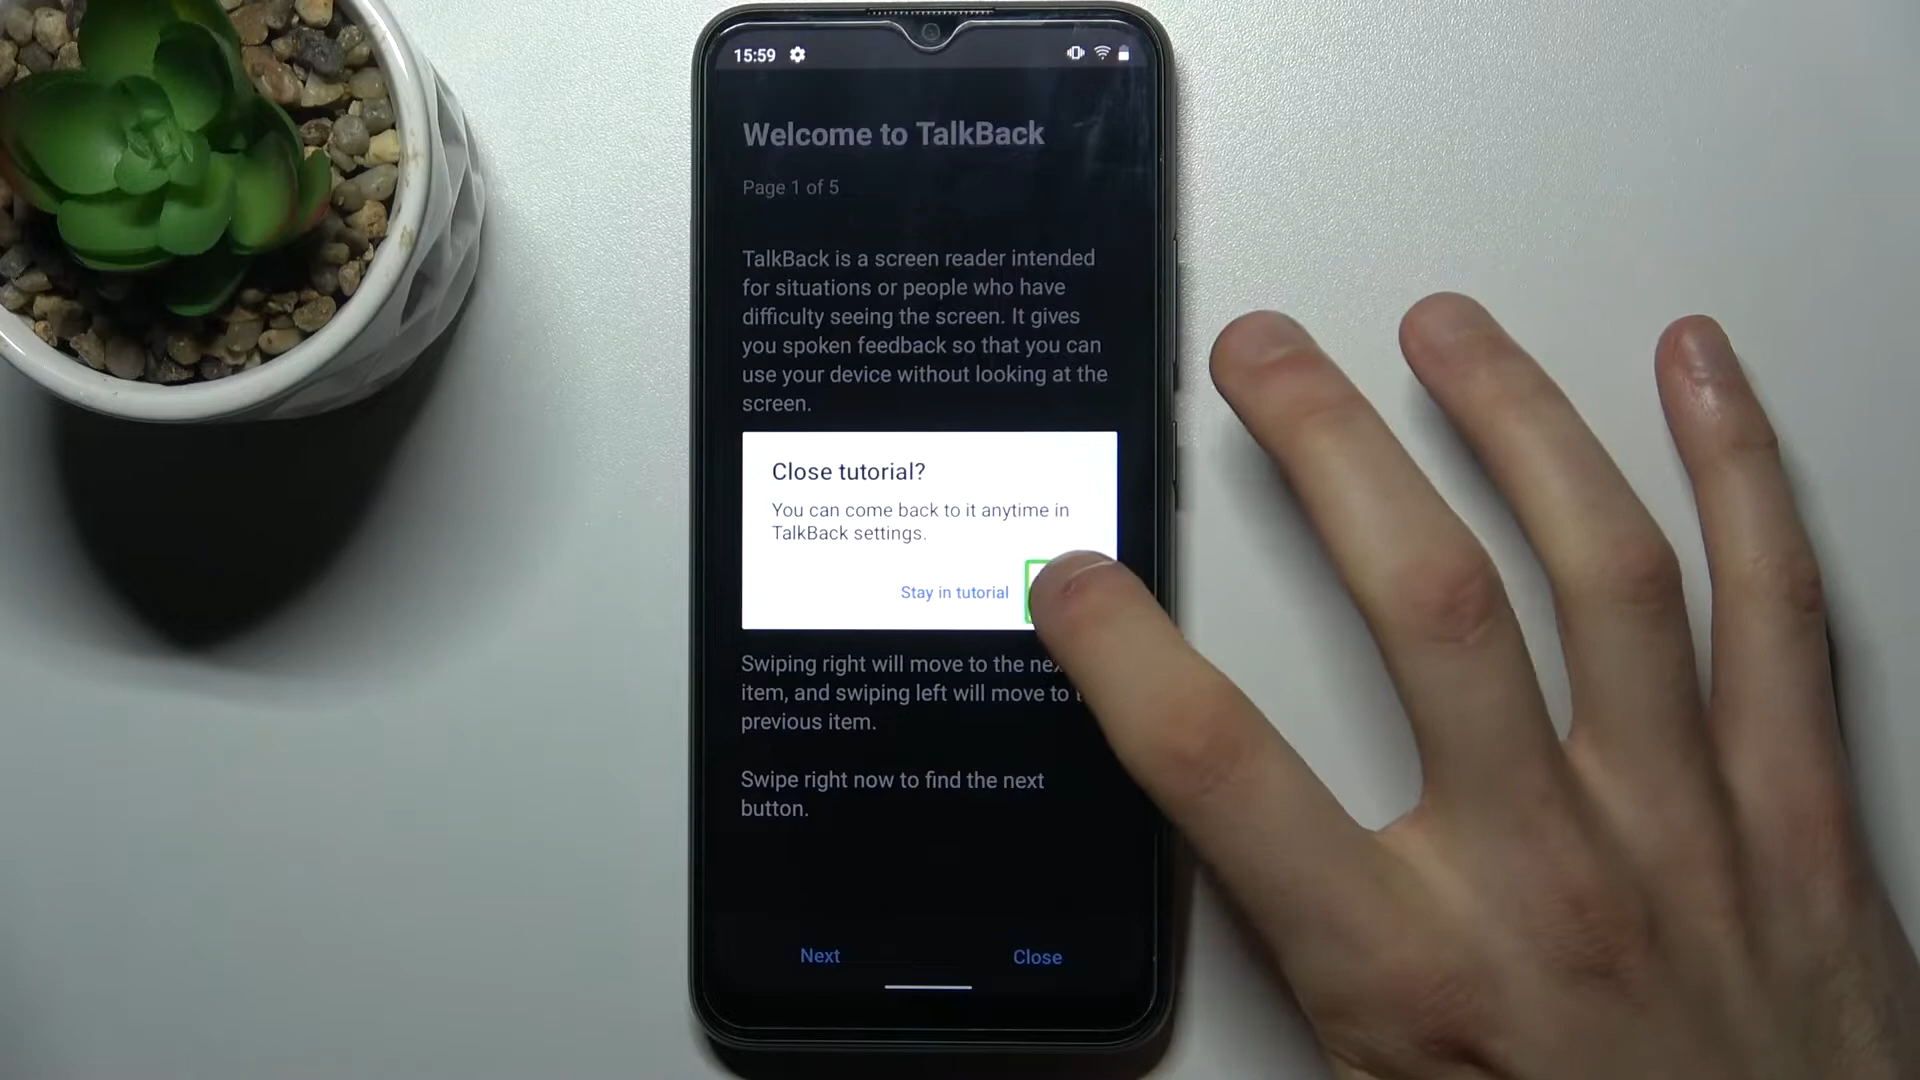 15:59
Welcome to TalkBack
Page 1 of 5
TalkBack is a screen reader intended
for situations or people who have
difficulty seeing the screen. It gives
you spoken feedback so that you can
use your device without looking at the
screen.
Close tutorial?
You can come back to it anytime in
TalkBack settings.
Stay in tutorial
Swiping right will move to the
item, and swiping left will move to
previous item.
Swipe right now to find the next
button.
Next
Close